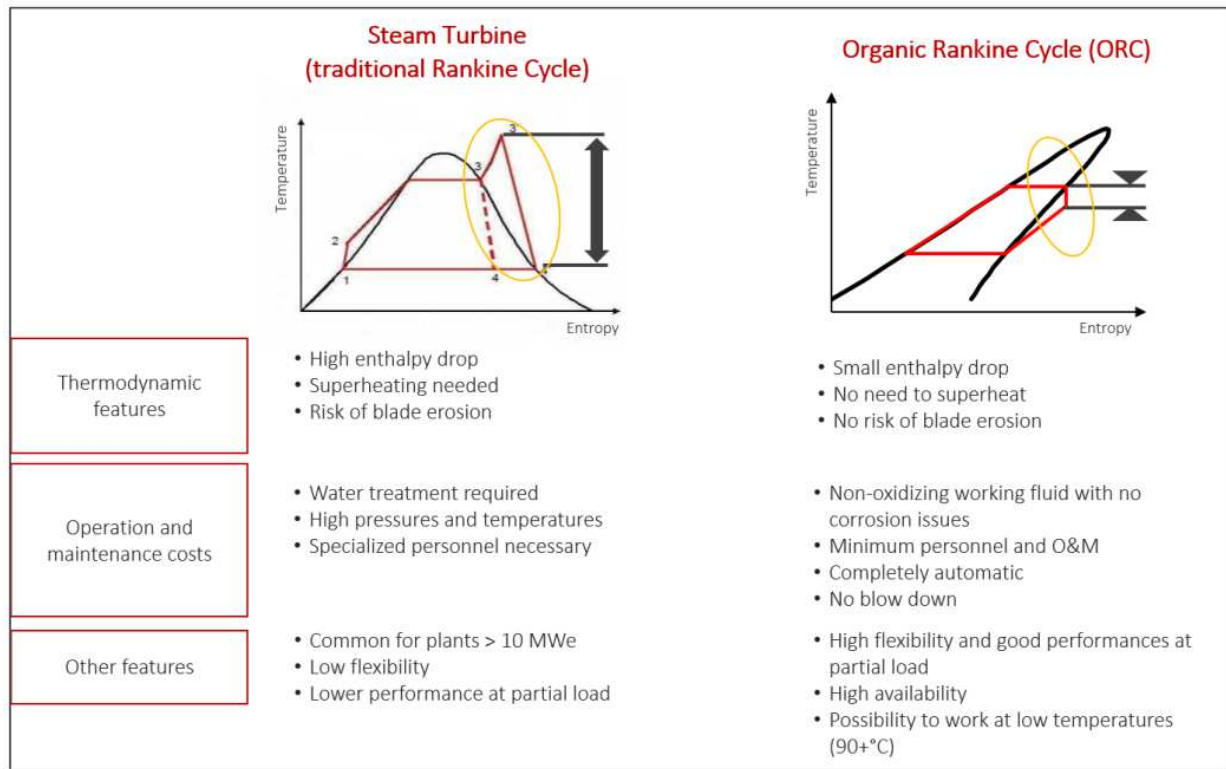 Steam Turbine
(traditional Rankine Cycle)
Organic Rankine Cycle (ORC)
Temperature
3
3
2
1
4
Entropy
Temperature
Entropy
Thermodynamic
features
• High enthalpy drop
• Superheating needed
• Risk of blade erosion
• Small enthalpy drop
• No need to superheat
• No risk of blade erosion
Operation and
maintenance costs
• Water treatment required
• High pressures and temperatures
• Specialized personnel necessary
• Non-oxidizing working fluid with no
corrosion issues
• Minimum personnel and O&M
• Completely automatic
• No blow down
Other features
• Common for plants > 10 MWe
• Low flexibility
• Lower performance at partial load
• High flexibility and good performances at
partial load
• High availability
• Possibility to work at low temperatures
(90+°C)